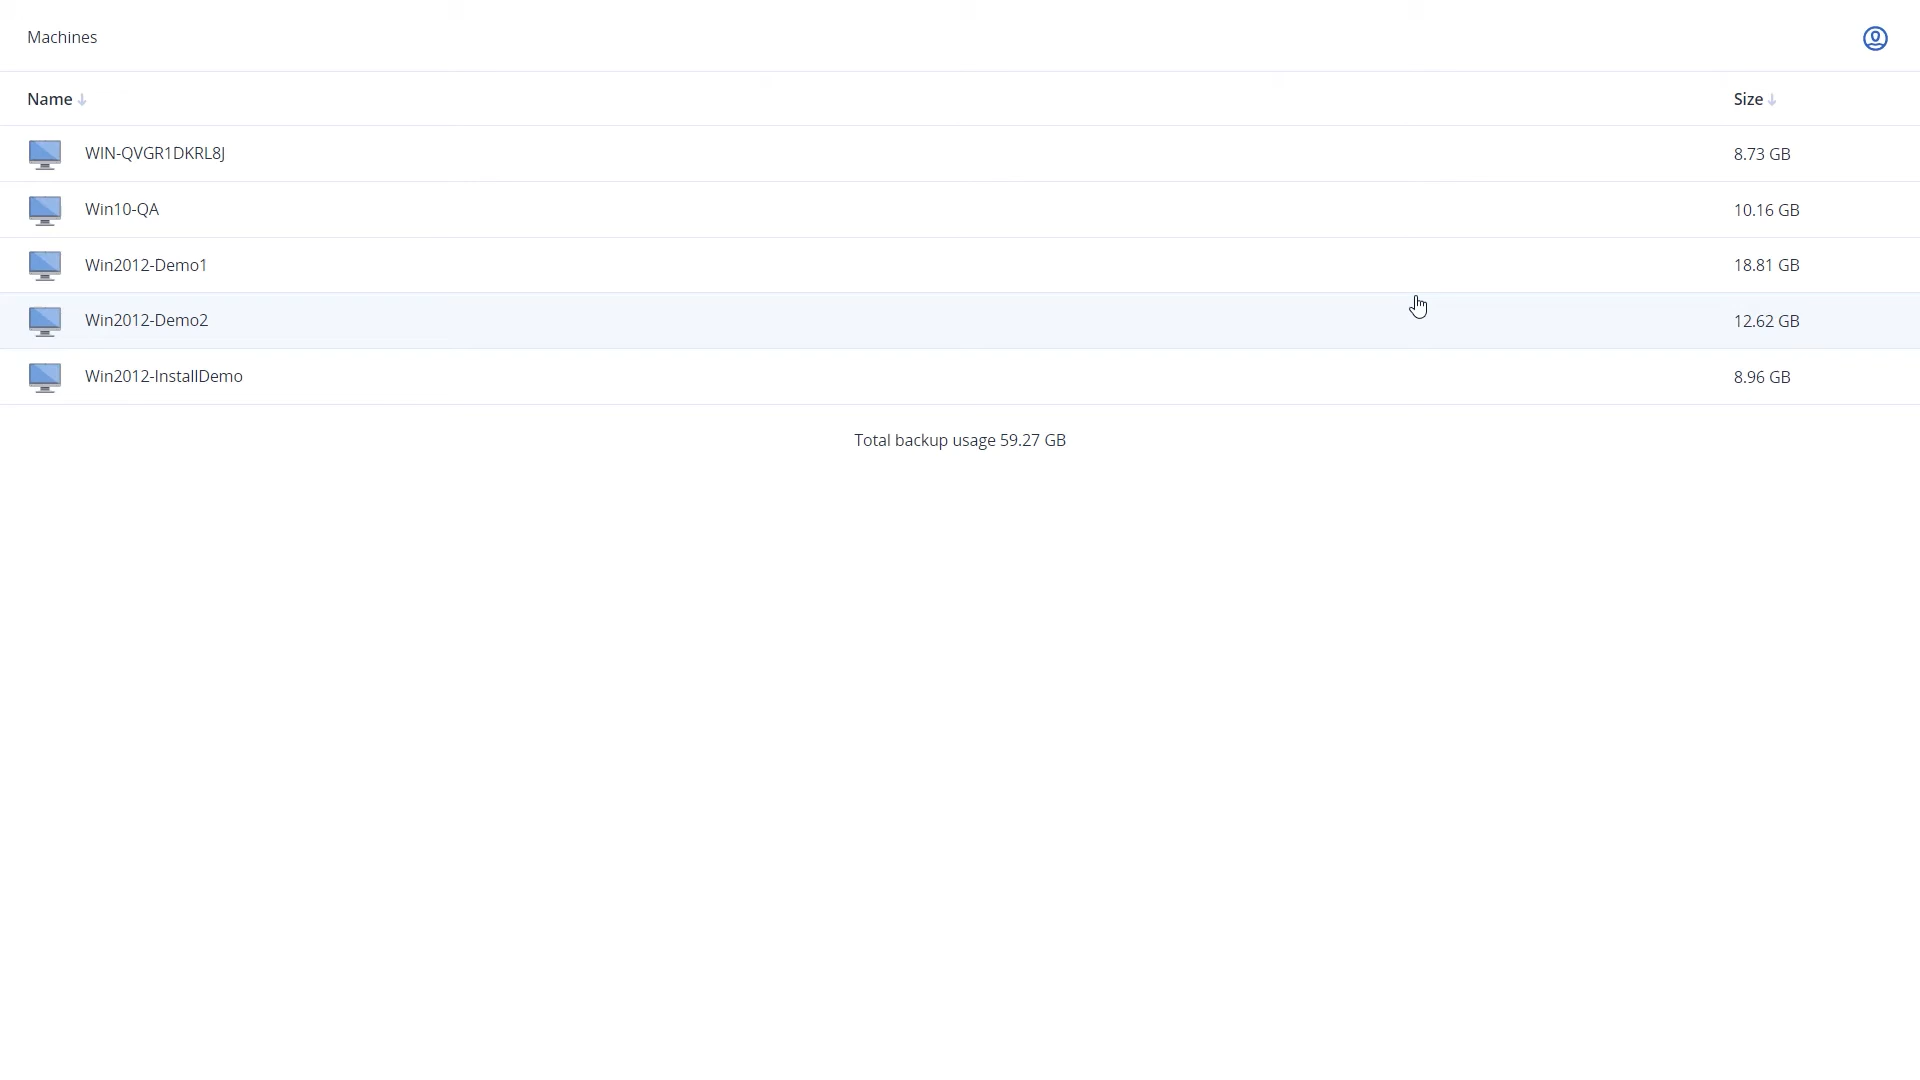 Machines
Name
Size
WIN-QVGR1DKRL8J
8.73 GB
Win10-QA
10.16 GB
Win2012-Demo1
18.81 GB
Win2012-Demo2
12.62 GB
Win2012-InstallDemo
8.96 GB
Total backup usage 59.27 GB